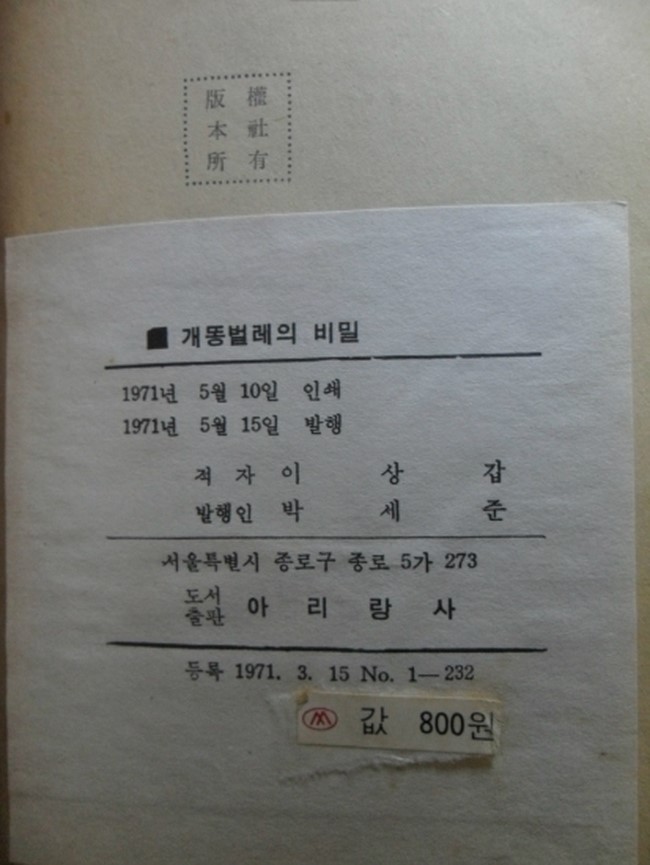 版 權
本 社
所 有
■ 개똥벌레의 비밀
1971년 5월 10일 인쇄
1971년 5월 15일 발행
적 자 이 상 갑
발행인 박 세 준
서울특별시 종로구 종로 5가 273
도서
출판 아 리 랑 사
등록 1971. 3. 15 No. 1—232
값 800원